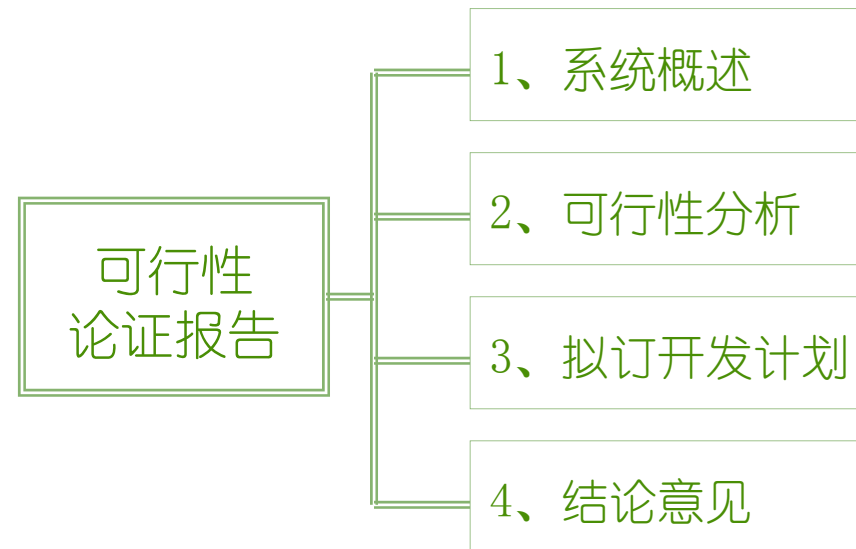 可行性
论证报告
1、系统概述
2、可行性分析
3、拟订开发计划
4、结论意见